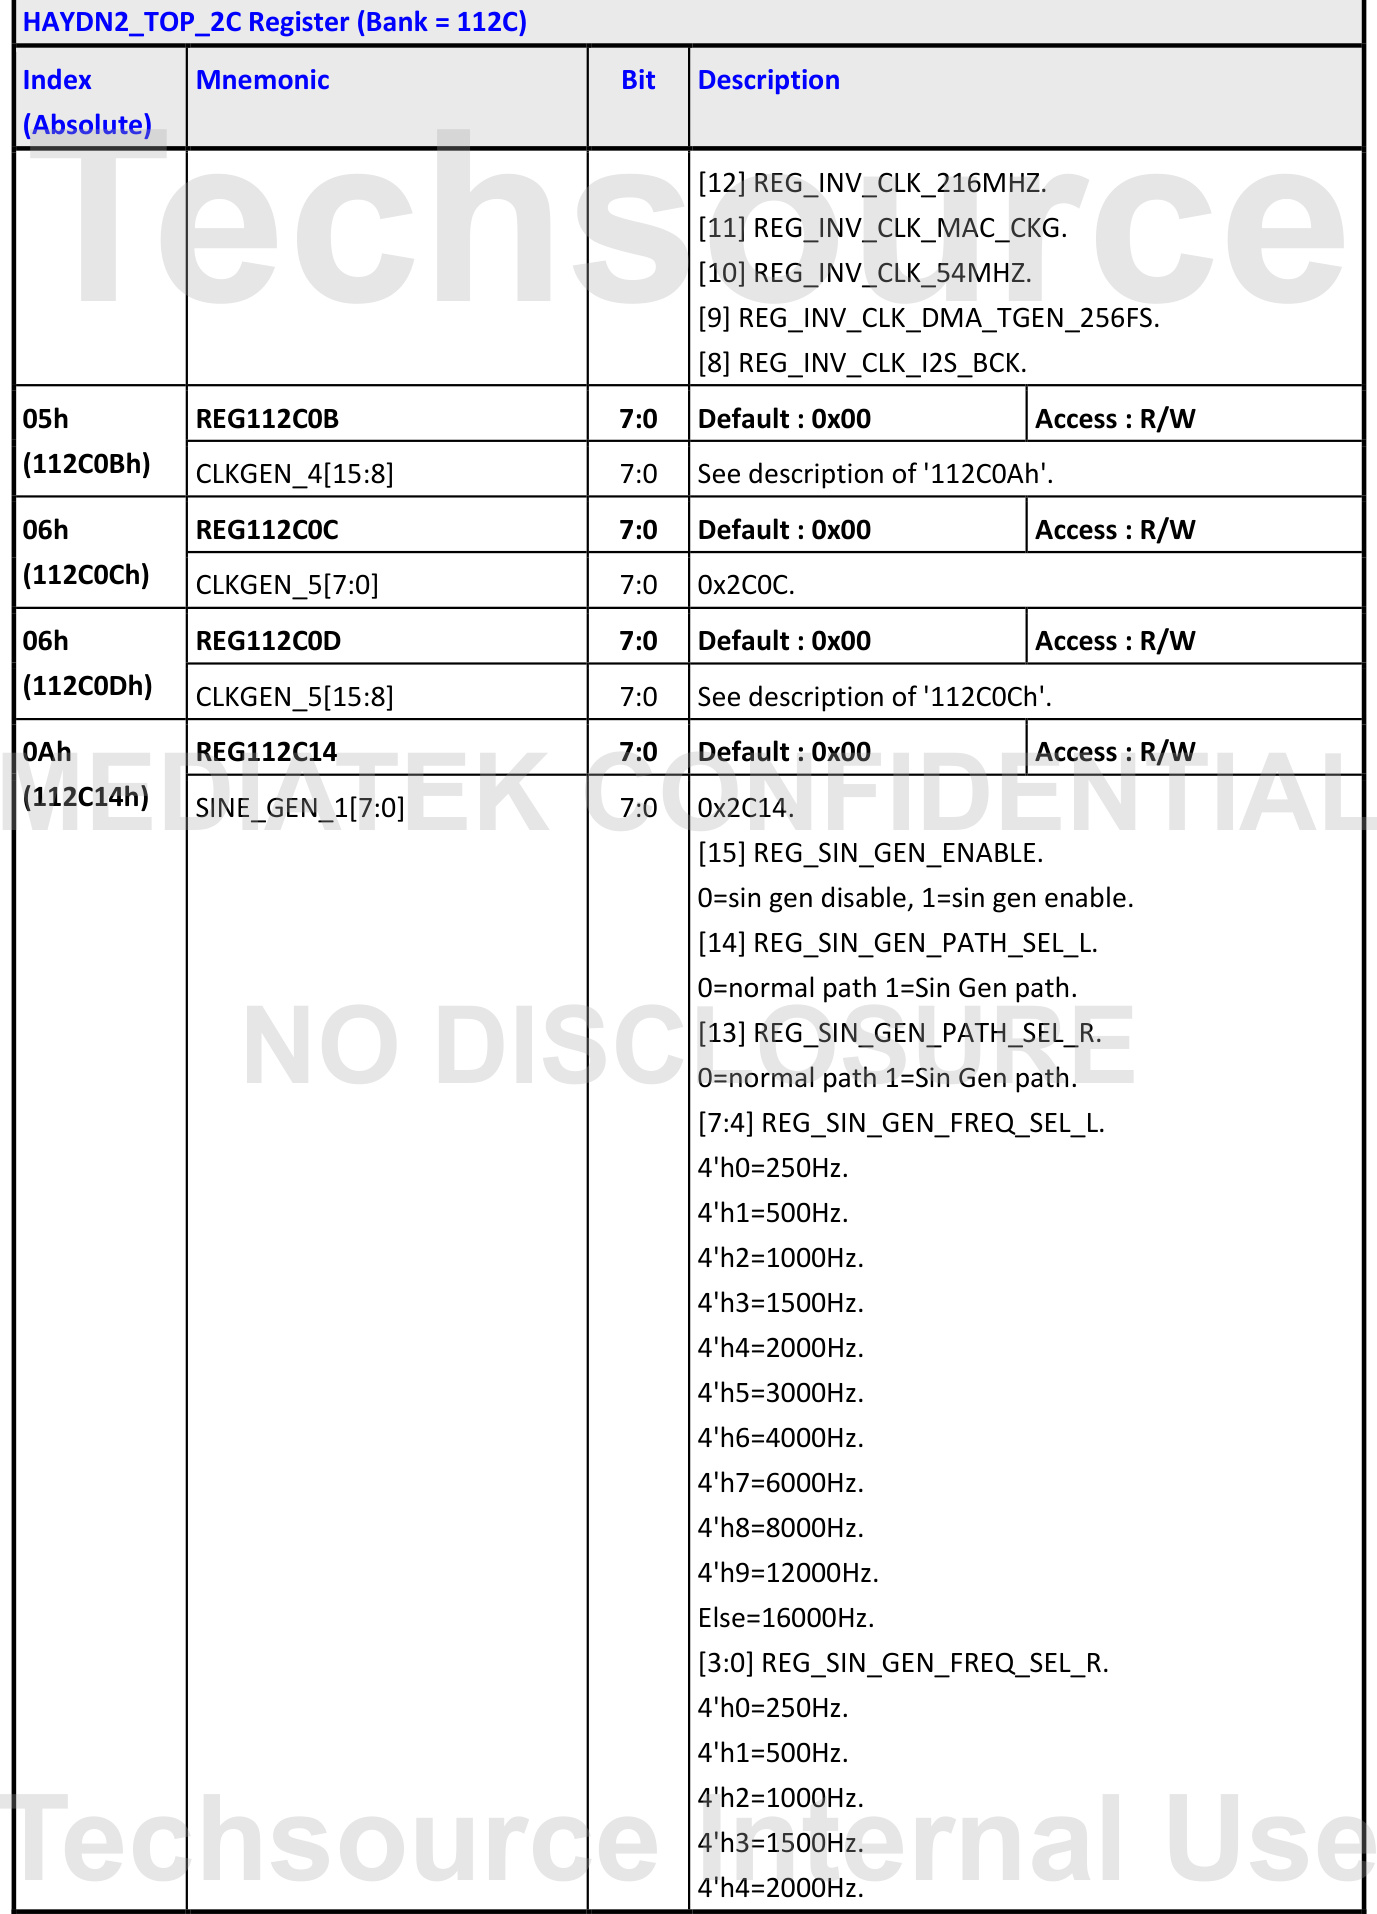 HAYDN2_TOP_2C Register (Bank = 112C)
Index (Absolute) Mnemonic Bit Description
[12] REG_INV_CLK_216MHZ.
[11] REG_INV_CLK_MAC_CKG.
[10] REG_INV_CLK_54MHZ.
[9] REG_INV_CLK_DMA_TGEN_256FS.
[8] REG_INV_CLK_I2S_BCK.
Techsource
05h (112C0Bh) REG112C0B 7:0 Default : 0x00 Access : R/W
CLKGEN_4[15:8] 7:0 See description of '112C0Ah'.
06h (112C0Ch) REG112C0C 7:0 Default : 0x00 Access : R/W
CLKGEN_5[7:0] 7:0 0x2C0C.
06h (112C0Dh) REG112C0D 7:0 Default : 0x00 Access : R/W
CLKGEN_5[15:8] 7:0 See description of '112C0Ch'.
0Ah (112C14h) REG112C14 7:0 Default : 0x00 Access : R/W
MEDIATEK CONFIDENTIAL
SINE_GEN_1[7:0] 7:0 0x2C14.
[15] REG_SIN_GEN_ENABLE.
0=sin gen disable, 1=sin gen enable.
[14] REG_SIN_GEN_PATH_SEL_L.
0=normal path 1=Sin Gen path.
NO DISCLOSURE
[13] REG_SIN_GEN_PATH_SEL_R.
0=normal path 1=Sin Gen path.
[7:4] REG_SIN_GEN_FREQ_SEL_L.
4'h0=250Hz.
4'h1=500Hz.
4'h2=1000Hz.
4'h3=1500Hz.
4'h4=2000Hz.
4'h5=3000Hz.
4'h6=4000Hz.
4'h7=6000Hz.
4'h8=8000Hz.
4'h9=12000Hz.
Else=16000Hz.
[3:0] REG_SIN_GEN_FREQ_SEL_R.
4'h0=250Hz.
4'h1=500Hz.
4'h2=1000Hz.
4'h3=1500Hz.
4'h4=2000Hz.
Techsource Internal Use